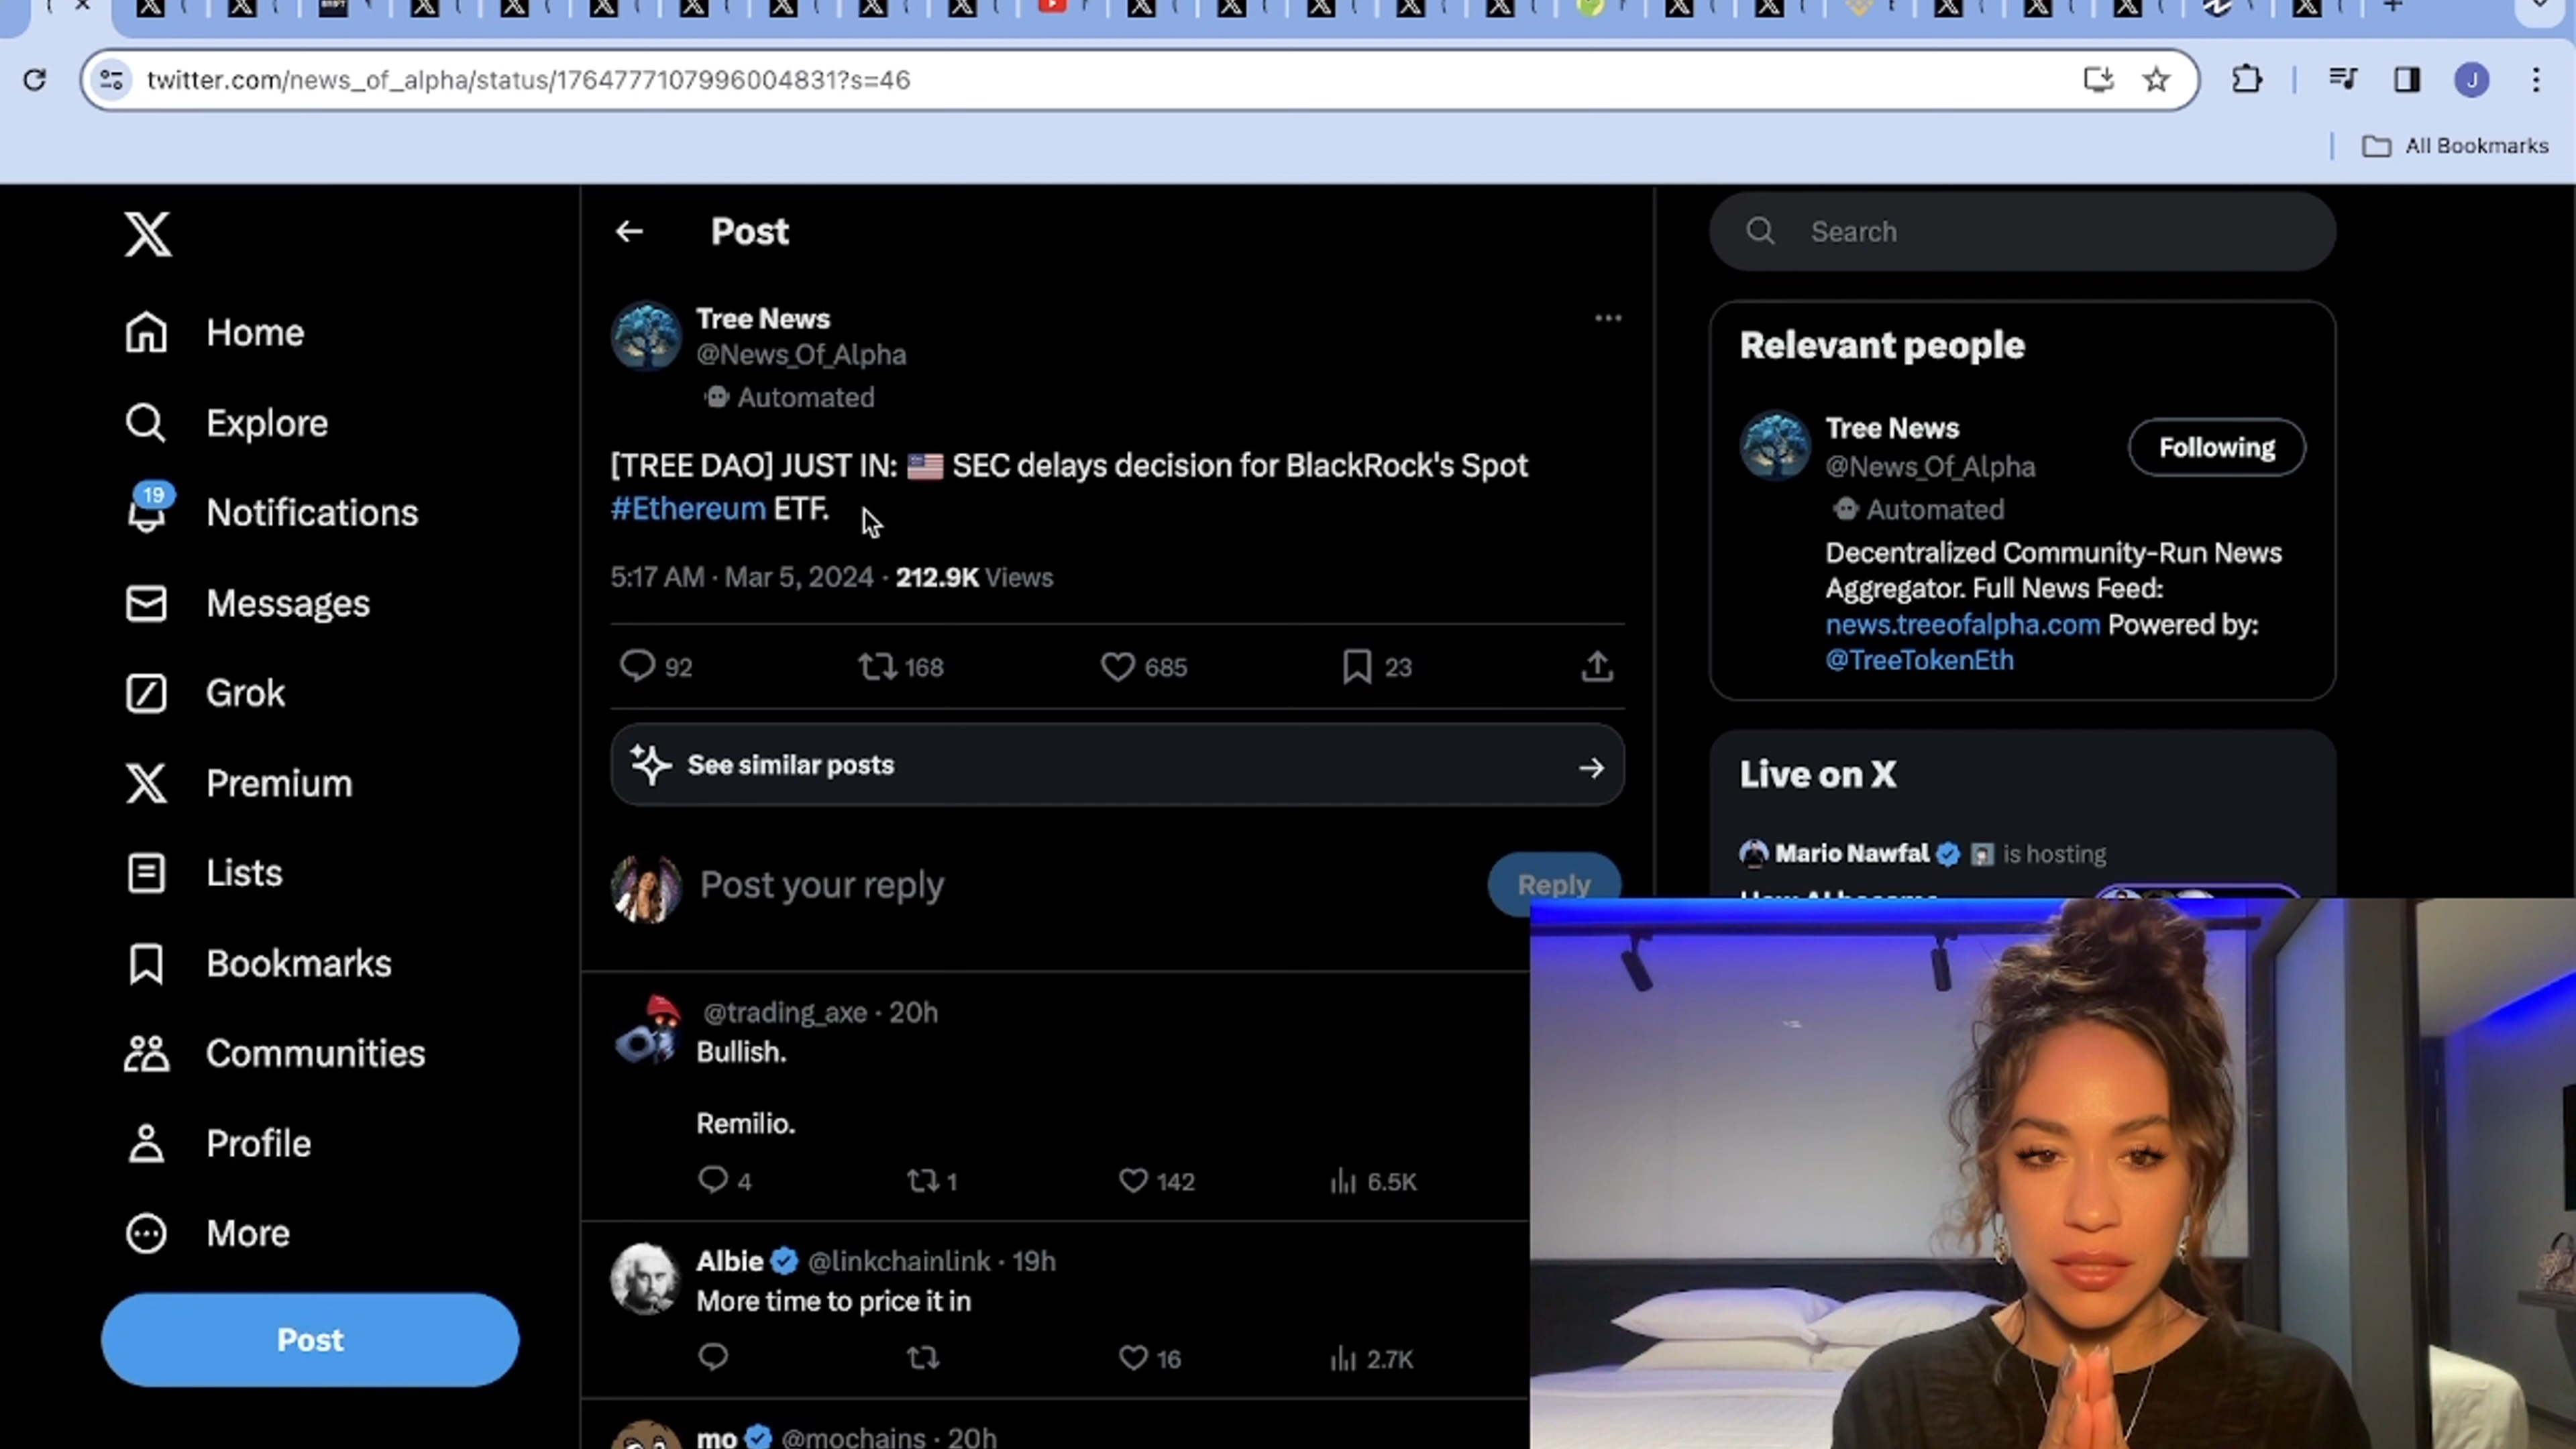 twitter.com/news_of_alpha/status/1764777107996004831?s=46
J
All Bookmarks
Home
Explore
19
Notifications
Messages
Grok
Premium
Lists
Bookmarks
Communities
Profile
More
Post
Post
Tree News
@News_Of_Alpha
Automated
[TREE DAO] JUST IN: 🇺🇸 SEC delays decision for BlackRock's Spot
#Ethereum ETF.
5:17 AM · Mar 5, 2024 · 212.9K Views
92 168 685 23
See similar posts
Post your reply
Reply
@trading_axe · 20h
Bullish.
Remilio.
4 1 142 6.5K
Albie @linkchainlink · 19h
More time to price it in
16 2.7K
mo @mochains · 20h
Search
Relevant people
Tree News
@News_Of_Alpha
Following
Automated
Decentralized Community-Run News
Aggregator. Full News Feed:
news.treeofalpha.com Powered by:
@TreeTokenEth
Live on X
Mario Nawfal is hosting